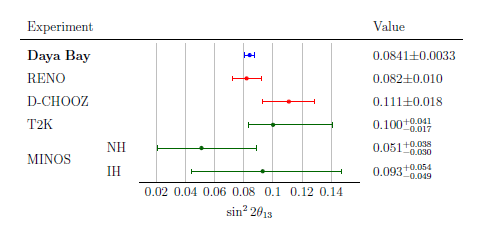 Experiment Value
Daya Bay 0.0841±0.0033
RENO 0.082±0.010
D-CHOOZ 0.111±0.018
T2K 0.100+0.041 −0.017
NH 0.051+0.038 −0.030
MINOS
IH 0.093+0.054 −0.049
0.02 0.04 0.06 0.08 0.1 0.12 0.14
sin² 2θ₁₃